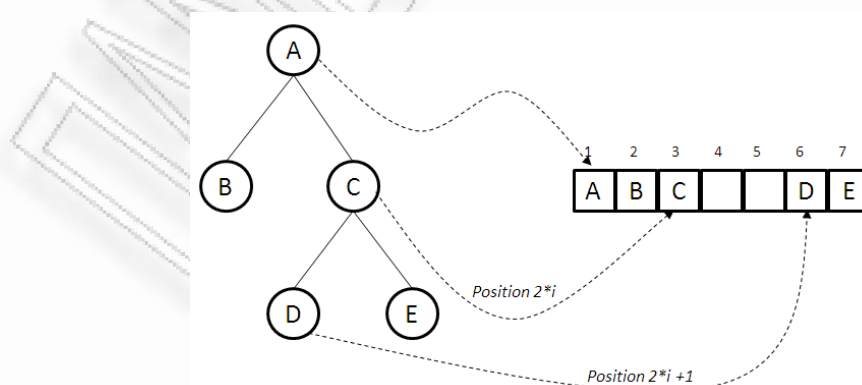 A
1 2 3 4 5 6 7
B C A B C D E
Position 2*i
D E
Position 2*i +1